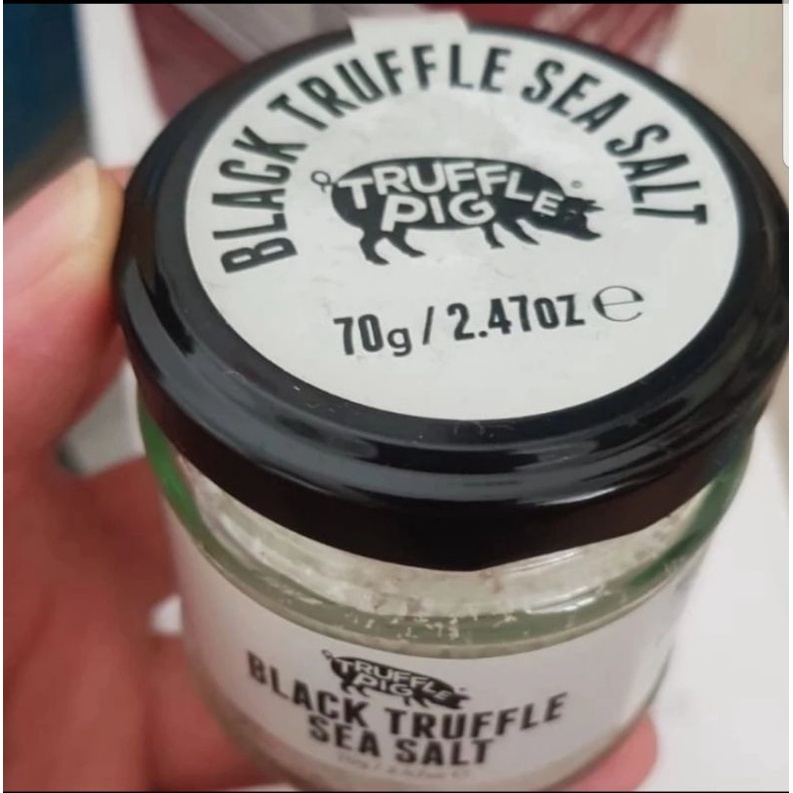 BLACK TRUFFLE SEA SALT
TRUFFLE
PIG
70g / 2.47oz ℮
TRUFFLE
PIG
BLACK TRUFFLE
SEA SALT